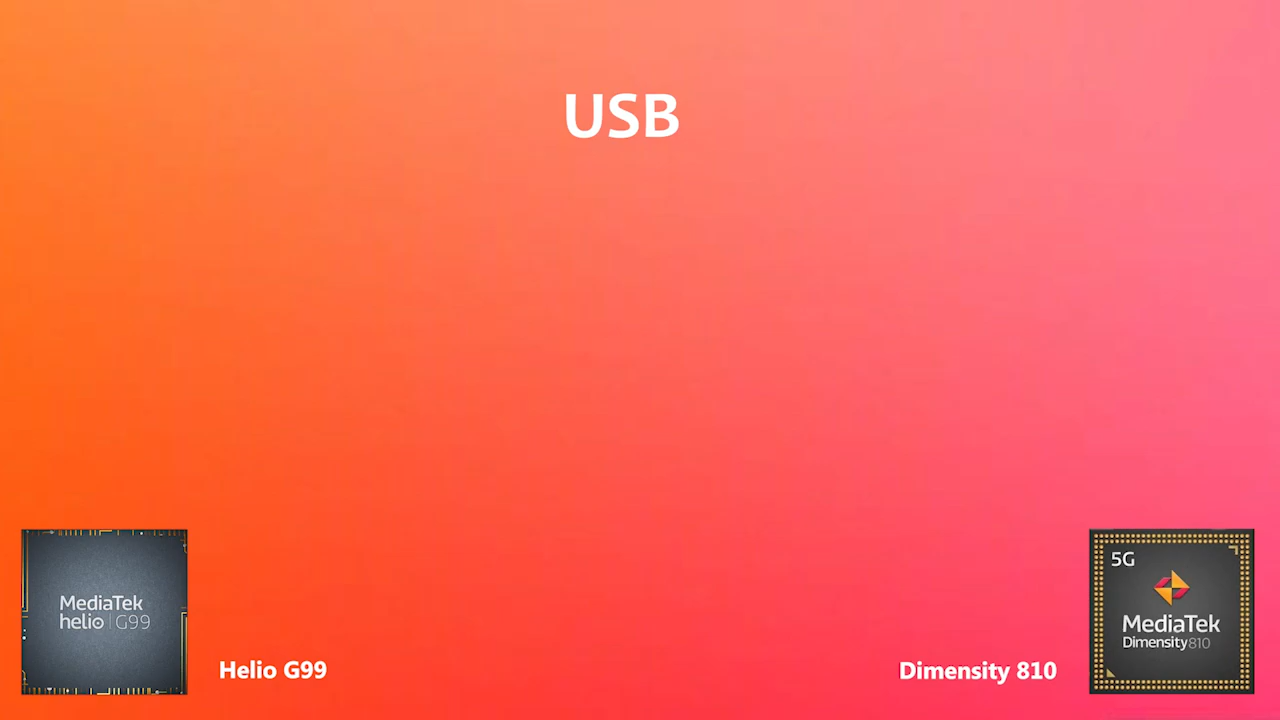 USB
MediaTek
helio | G99
Helio G99
Dimensity 810
5G
MediaTek
Dimensity 810